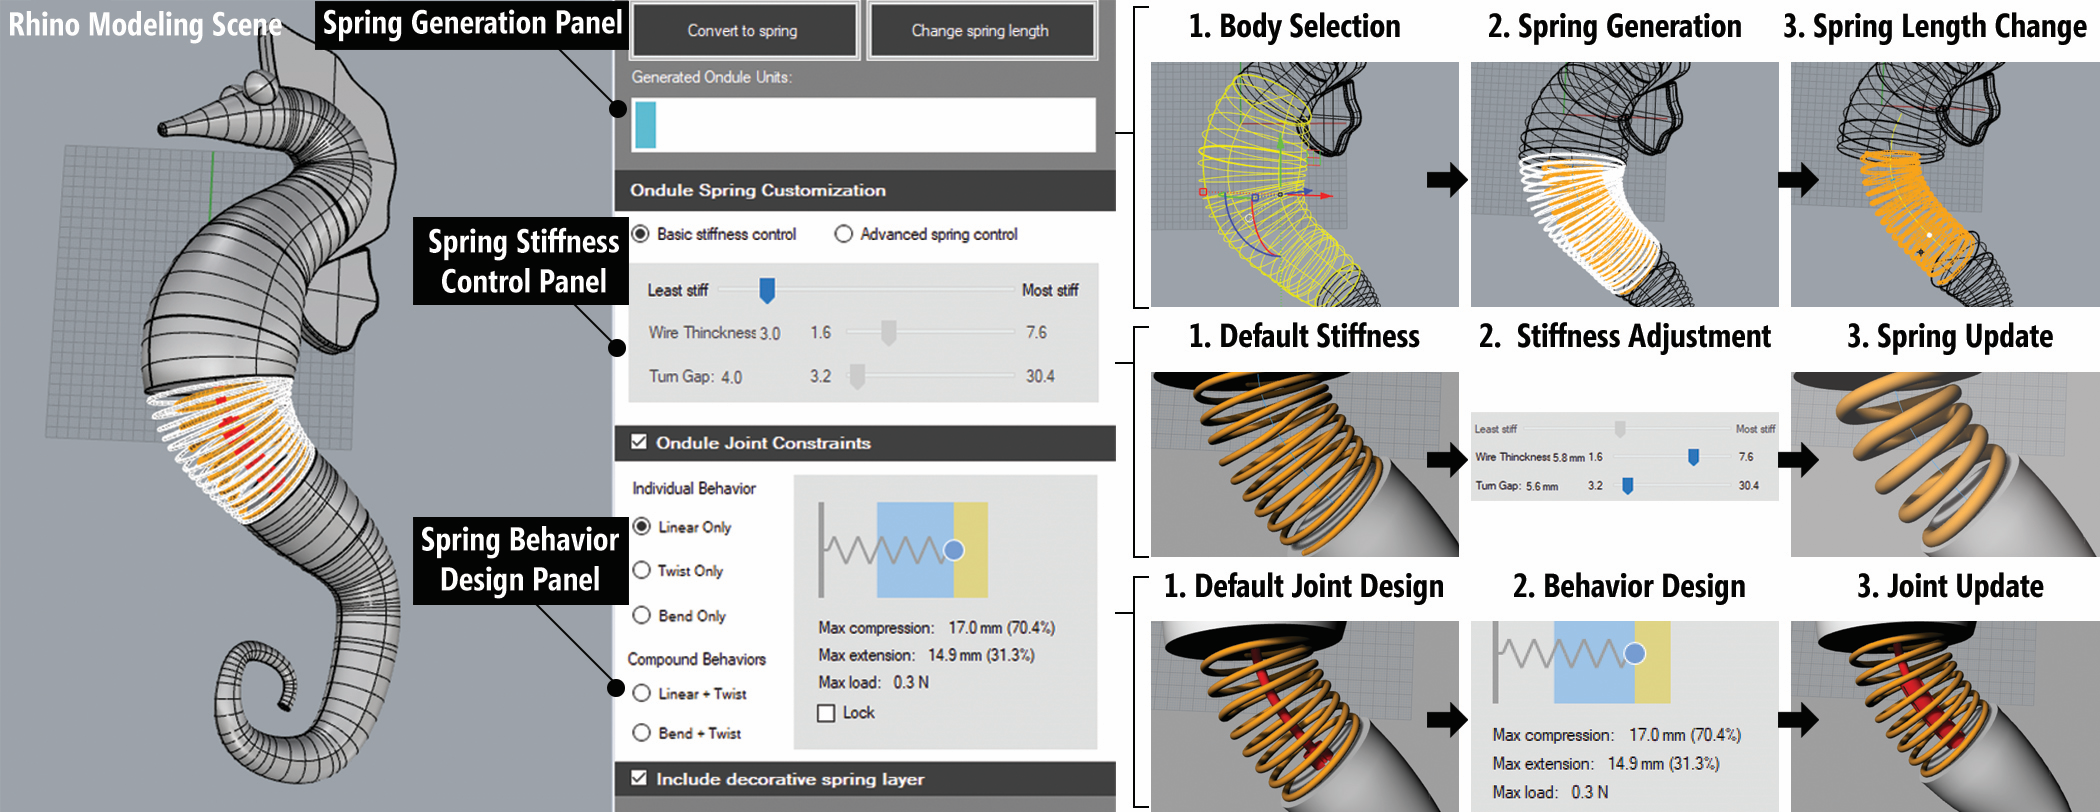 Rhino Modeling Scene
Spring Generation Panel
Convert to spring
Change spring length
Generated Ondule Units:
Ondule Spring Customization
Spring Stiffness
Control Panel
Basic stiffness control
Advanced spring control
Least stiff
Most stiff
Wire Thinckness 3.0
1.6
7.6
Turn Gap: 4.0
3.2
30.4
Ondule Joint Constraints
Spring Behavior
Design Panel
Individual Behavior
Linear Only
Twist Only
Bend Only
Compound Behaviors
Linear + Twist
Bend + Twist
Max compression: 17.0 mm (70.4%)
Max extension: 14.9 mm (31.3%)
Max load: 0.3 N
Lock
Include decorative spring layer
1. Body Selection
2. Spring Generation
3. Spring Length Change
1. Default Stiffness
2. Stiffness Adjustment
3. Spring Update
Least stiff
Most stiff
Wire Thinckness 5.8 mm 1.6
7.6
Turn Gap: 5.6 mm
3.2
30.4
1. Default Joint Design
2. Behavior Design
3. Joint Update
Max compression: 17.0 mm (70.4%)
Max extension: 14.9 mm (31.3%)
Max load: 0.3 N